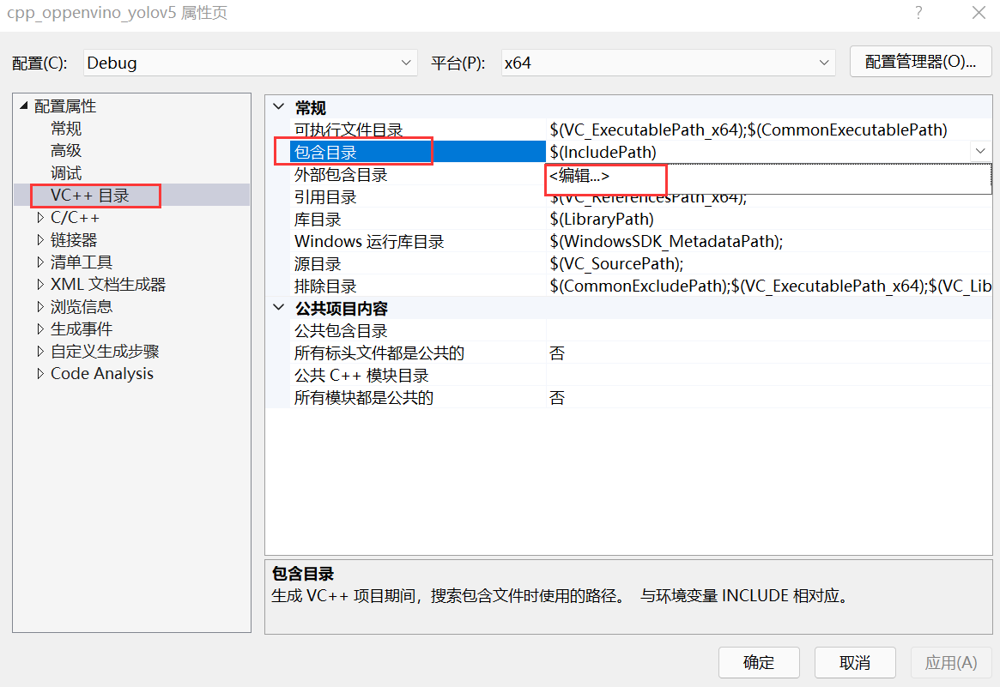 cpp_oppenvino_yolov5 属性页
配置(C):
Debug
平台(P):
x64
配置管理器(O)...
配置属性
常规
高级
调试
VC++ 目录
C/C++
链接器
清单工具
XML 文档生成器
浏览信息
生成事件
自定义生成步骤
Code Analysis
常规
可执行文件目录 $(VC_ExecutablePath_x64);$(CommonExecutablePath)
包含目录 $(IncludePath)
外部包含目录 <编辑...>
引用目录 $(VC_ReferencesPath_x64);
库目录 $(LibraryPath)
Windows 运行库目录 $(WindowsSDK_MetadataPath);
源目录 $(VC_SourcePath);
排除目录 $(CommonExcludePath);$(VC_ExecutablePath_x64);$(VC_Lib
公共项目内容
公共包含目录
所有标头文件都是公共的 否
公共 C++ 模块目录
所有模块都是公共的 否
包含目录
生成 VC++ 项目期间，搜索包含文件时使用的路径。 与环境变量 INCLUDE 相对应。
确定
取消
应用(A)